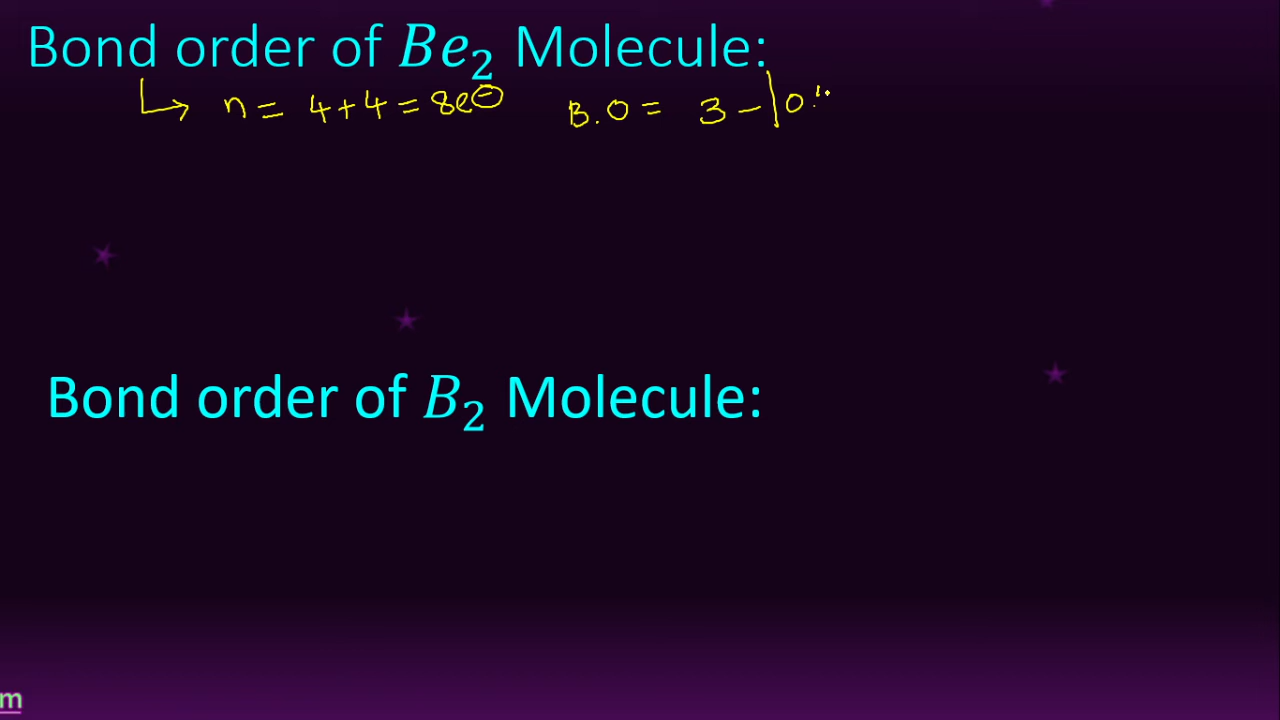 Bond order of Be₂ Molecule:
n = 4+4 = 8e⊖ B.O = 3 - |0.
Bond order of B₂ Molecule:
m